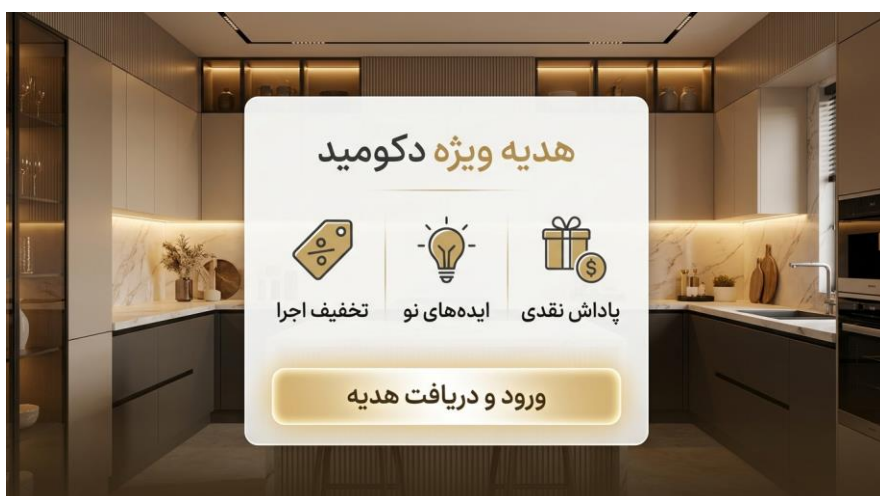 هدیه ویژه دکومید
پاداش نقدی
ایده‌های نو
تخفیف اجرا
ورود و دریافت هدیه